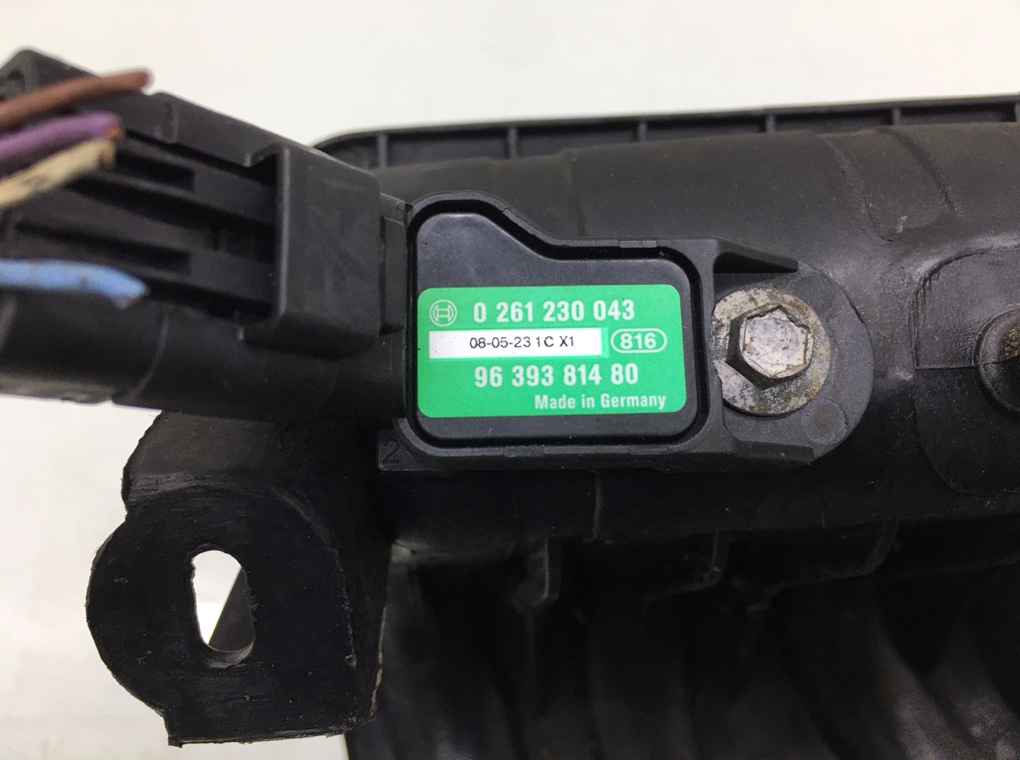 0 261 230 043
08-05-23 1C X1 816
96 393 814 80
Made in Germany
2